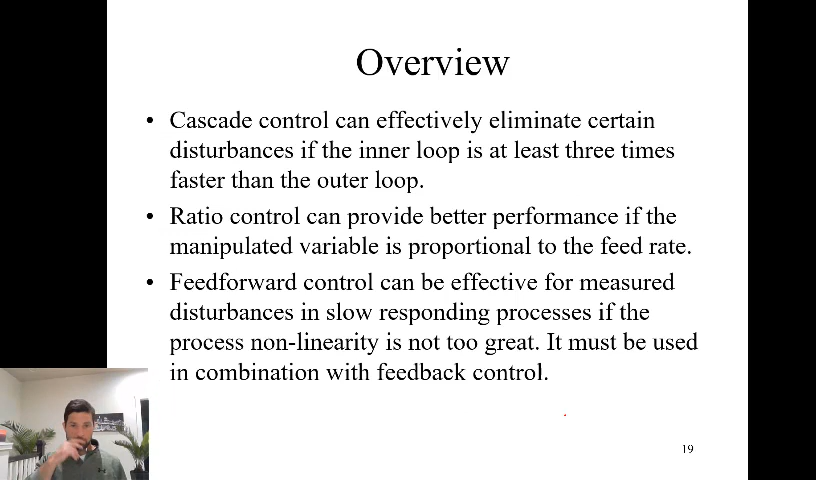 Overview
• Cascade control can effectively eliminate certain
disturbances if the inner loop is at least three times
faster than the outer loop.
• Ratio control can provide better performance if the
manipulated variable is proportional to the feed rate.
• Feedforward control can be effective for measured
disturbances in slow responding processes if the
process non-linearity is not too great. It must be used
in combination with feedback control.
19